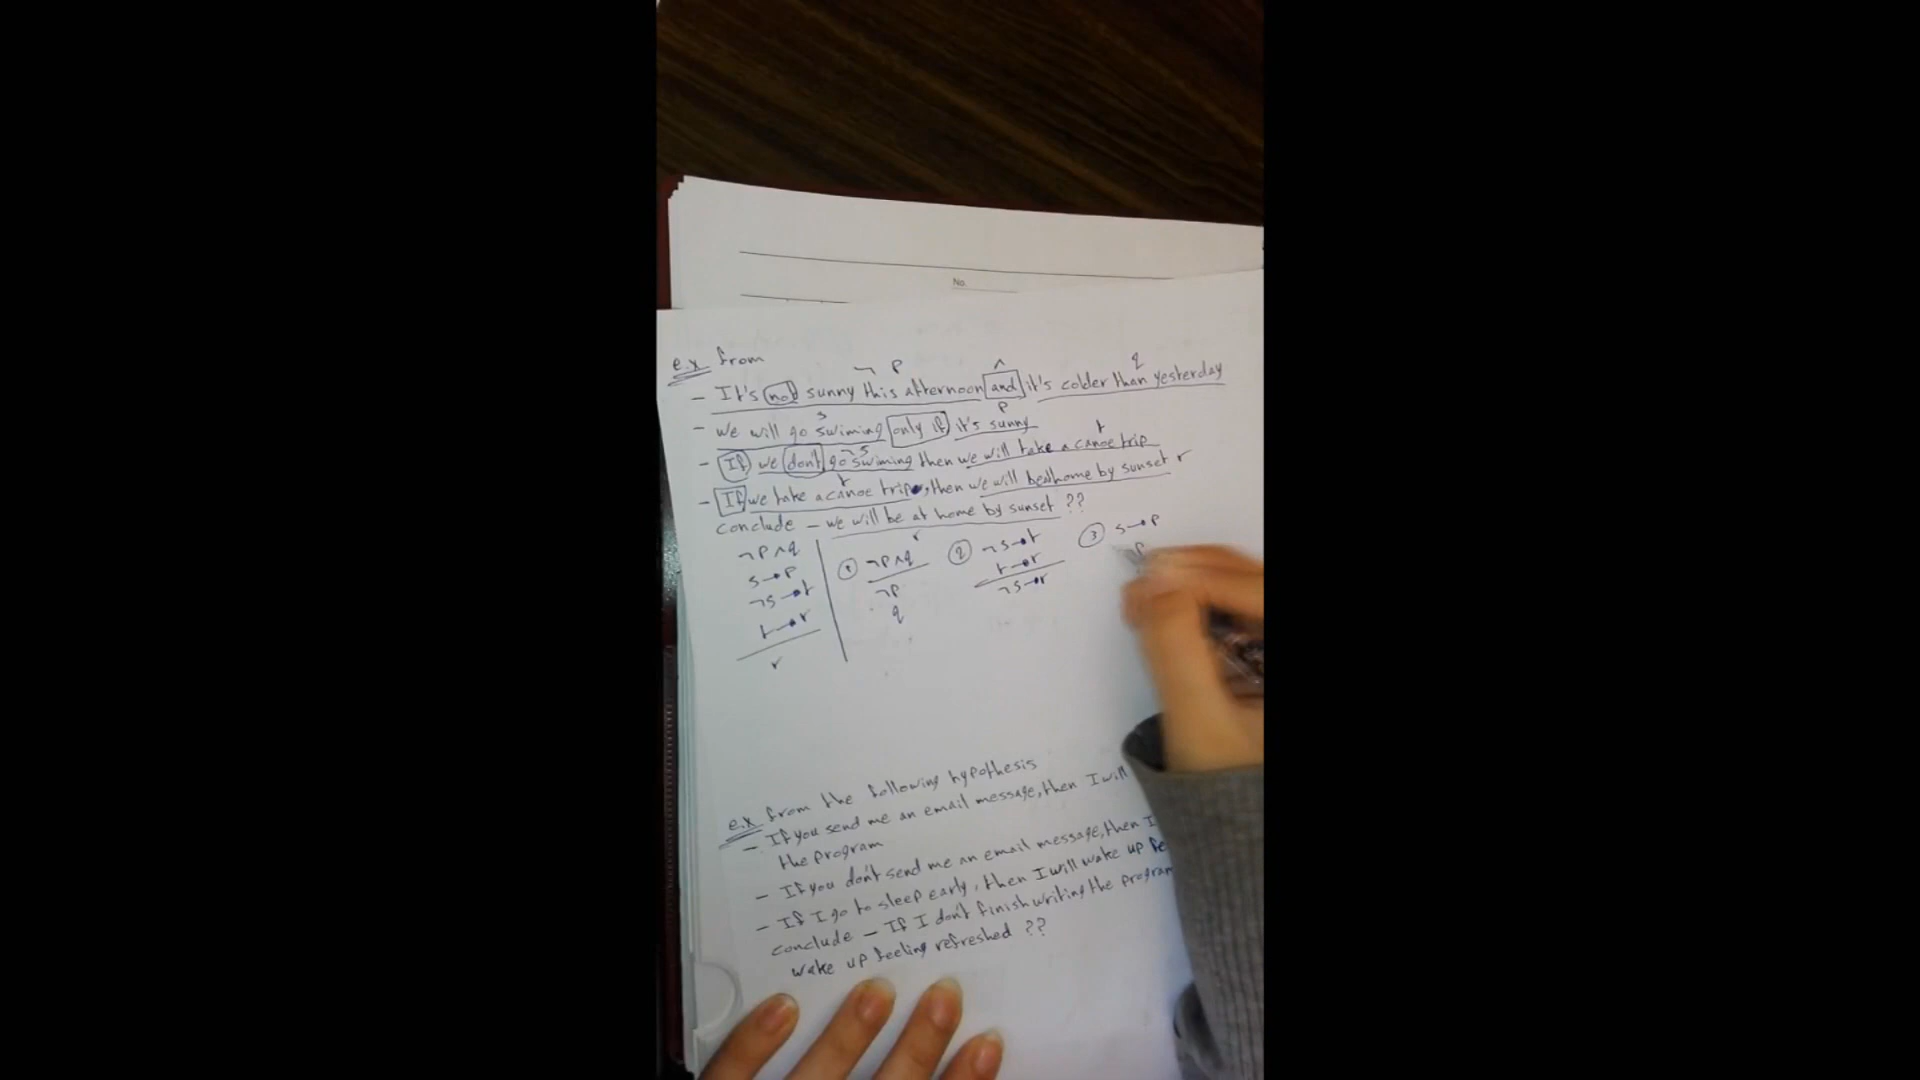 No.
e.x from
¬ p ^ q
- It's not sunny this afternoon and it's colder than yesterday
s p
- we will go swiming only if it's sunny
¬s t
- If we don't go swiming then we will take a canoe trip
t r
- If we take a canoe trip, then we will be at home by sunset
conclude - we will be at home by sunset ??
r
¬p∧q
s→p
¬s→t
t→r
r
① ¬p∧q
¬p
q
② ¬s→t
t→r
¬s→r
③ s→p
e.x from the following hypothesis
- If you send me an email message, then I will
the program
- If you don't send me an email message, then I
- If I go to sleep early, then I will wake up
conclude - If I don't finish writing the program
wake up feeling refreshed ??